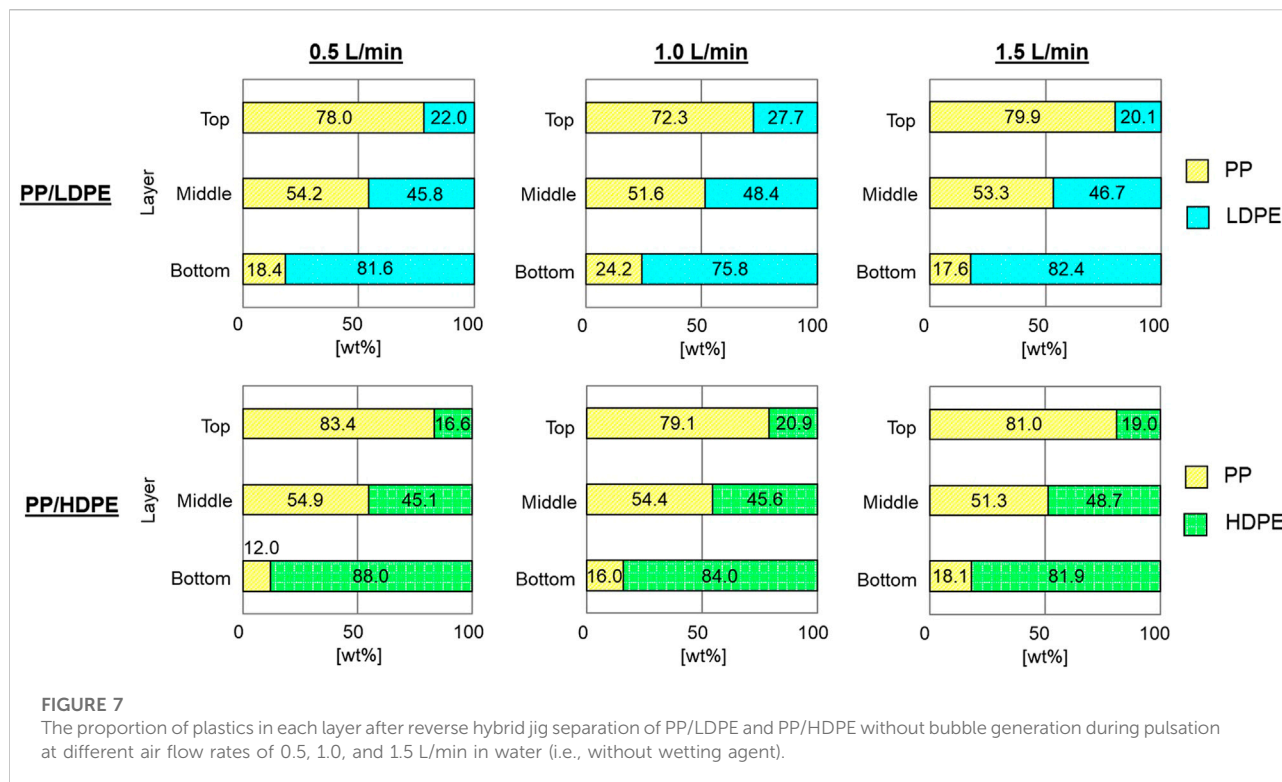 0.5 L/min 1.0 L/min 1.5 L/min
PP/LDPE
Layer
Top 78.0 22.0
Middle 54.2 45.8
Bottom 18.4 81.6
0 50 100
[wt%]
Top 72.3 27.7
Middle 51.6 48.4
Bottom 24.2 75.8
0 50 100
[wt%]
Top 79.9 20.1
Middle 53.3 46.7
Bottom 17.6 82.4
0 50 100
[wt%]
PP
LDPE
PP/HDPE
Layer
Top 83.4 16.6
Middle 54.9 45.1
12.0
Bottom 88.0
0 50 100
[wt%]
Top 79.1 20.9
Middle 54.4 45.6
Bottom 16.0 84.0
0 50 100
[wt%]
Top 81.0 19.0
Middle 51.3 48.7
Bottom 18.1 81.9
0 50 100
[wt%]
PP
HDPE
FIGURE 7
The proportion of plastics in each layer after reverse hybrid jig separation of PP/LDPE and PP/HDPE without bubble generation during pulsation
at different air flow rates of 0.5, 1.0, and 1.5 L/min in water (i.e., without wetting agent).